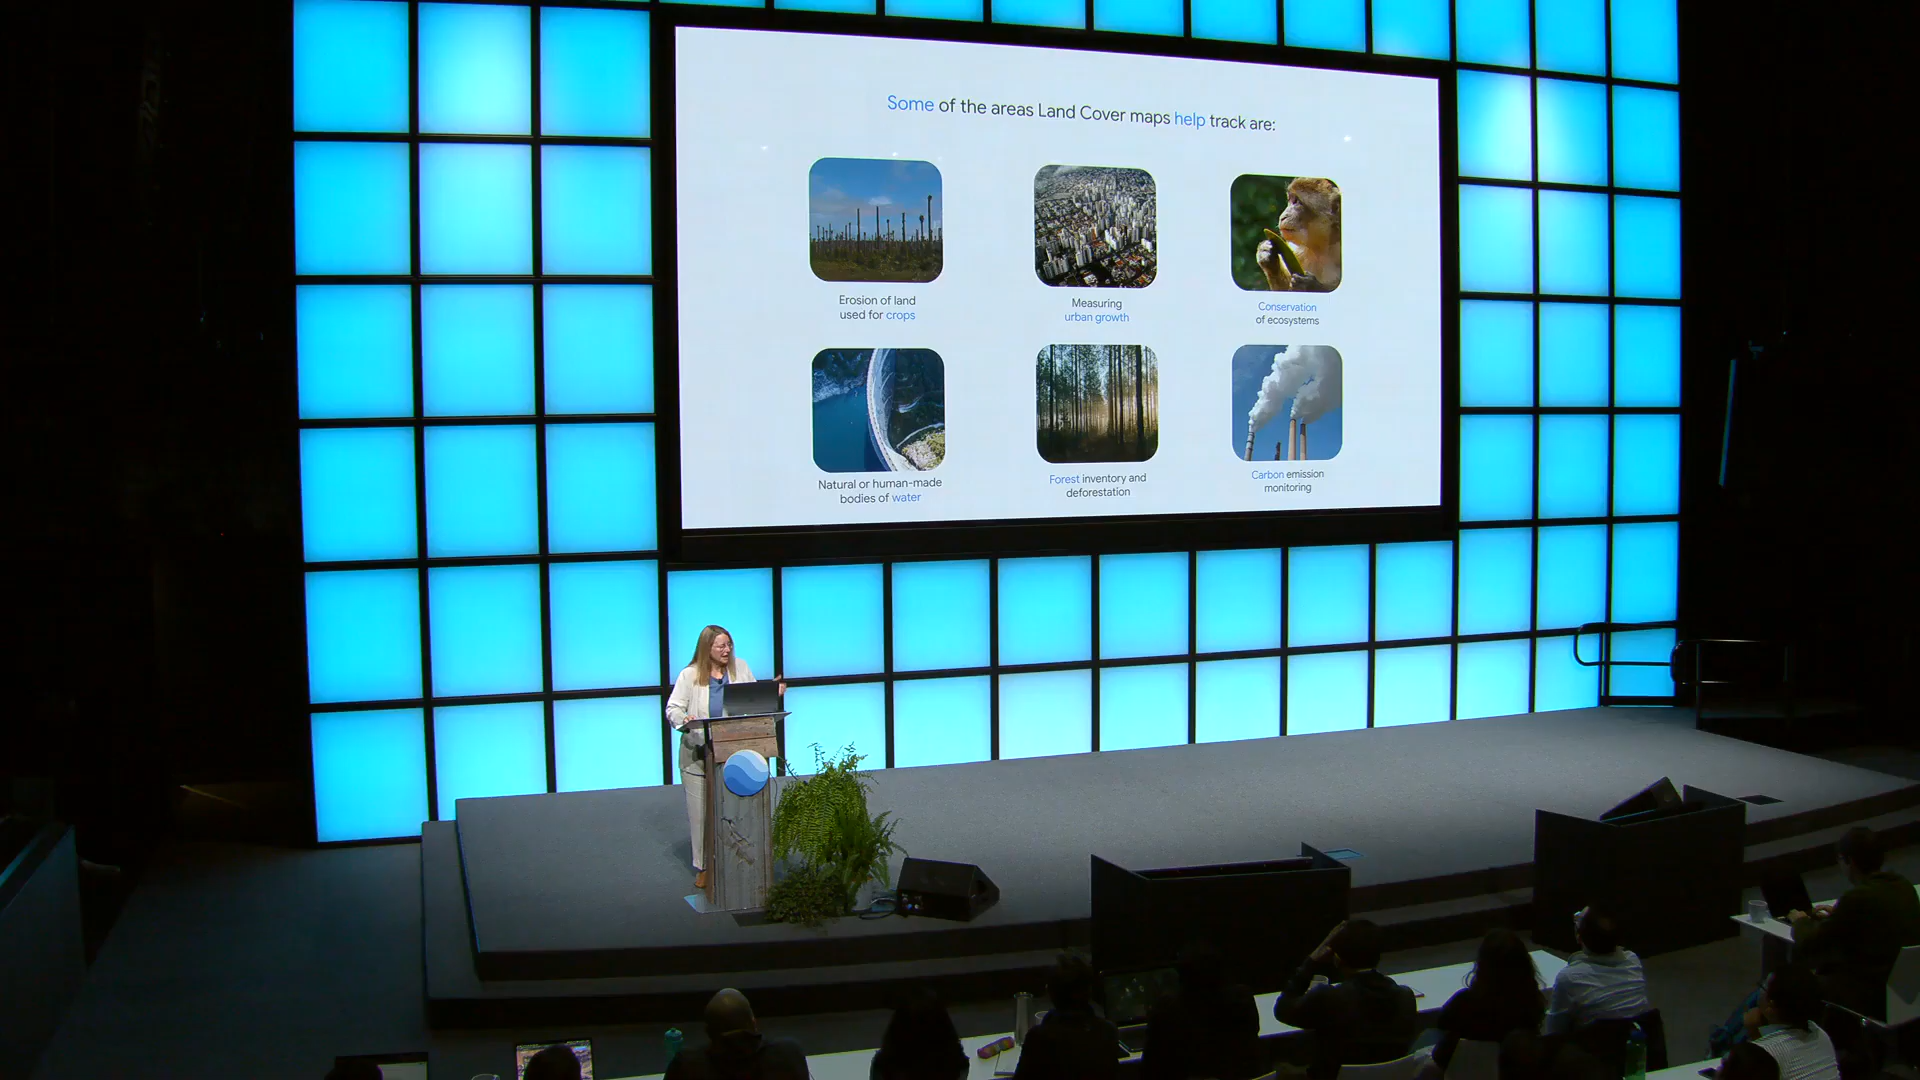 Some of the areas Land Cover maps help track are:
Erosion of land
used for crops
Measuring
urban growth
Conservation
of ecosystems
Natural or human-made
bodies of water
Forest inventory and
deforestation
Carbon emission
monitoring